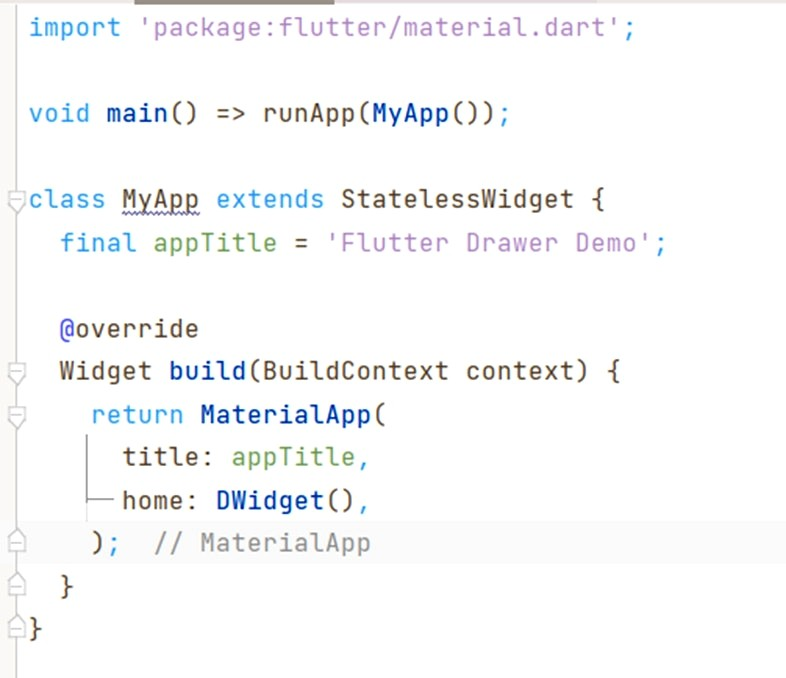 import 'package:flutter/material.dart';
void main() => runApp(MyApp());
class MyApp extends StatelessWidget {
final appTitle = 'Flutter Drawer Demo';
@override
Widget build(BuildContext context) {
return MaterialApp(
title: appTitle,
home: DWidget(),
); // MaterialApp
}
}